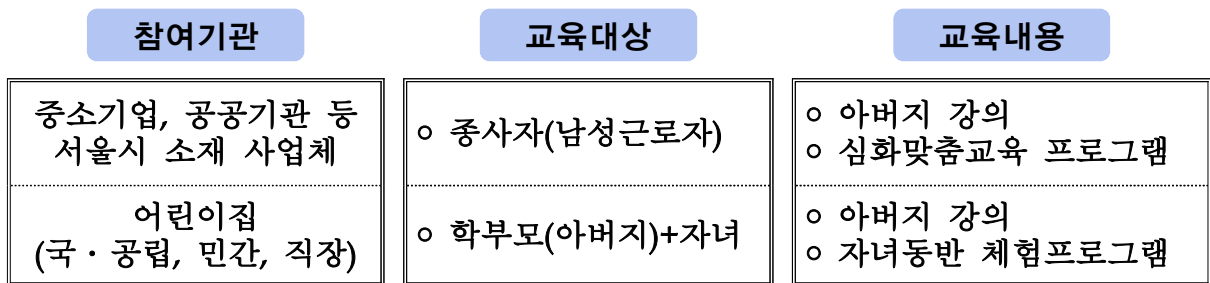 참여기관
교육대상
교육내용
중소기업, 공공기관 등
서울시 소재 사업체
○ 종사자(남성근로자)
○ 아버지 강의
○ 심화맞춤교육 프로그램
어린이집
(국・공립, 민간, 직장)
○ 학부모(아버지)+자녀
○ 아버지 강의
○ 자녀동반 체험프로그램